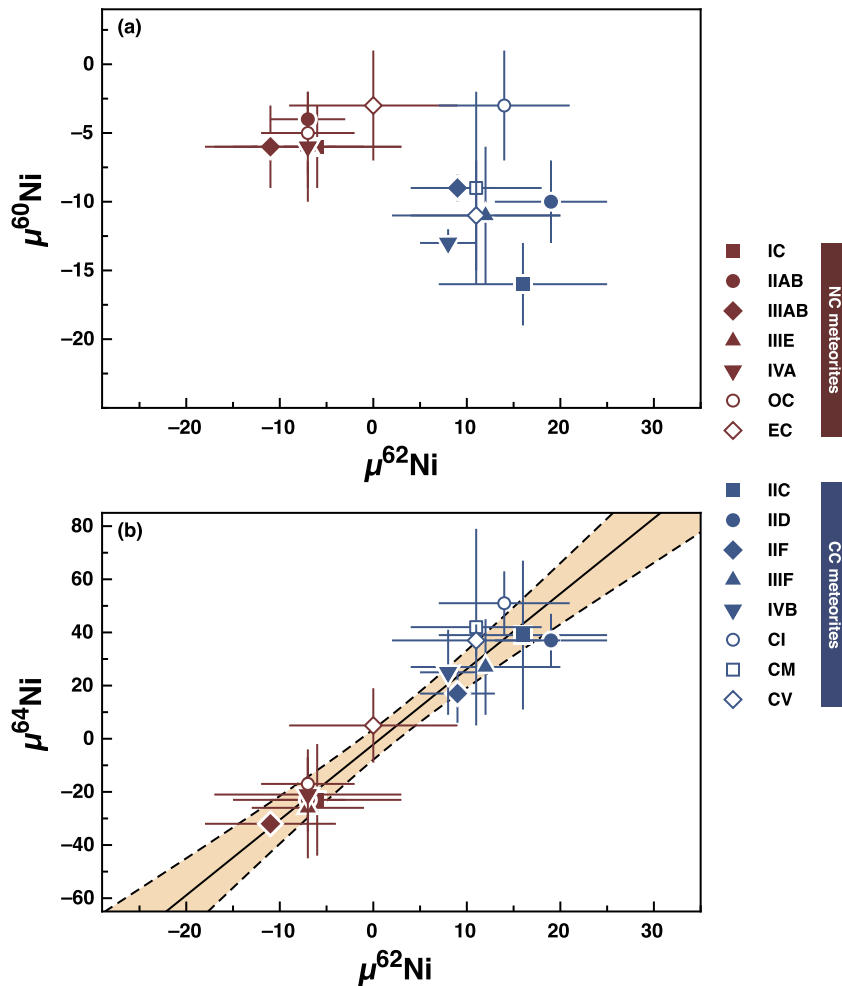 (a)
0
−5
−10
−15
−20
μ⁶⁰Ni
−20 −10 0 10 20 30
μ⁶²Ni
IC
IIAB
IIIAB
IIIE
IVA
OC
EC
NC meteorites
IIC
IID
IIF
IIIF
IVB
CI
CM
CV
CC meteorites
(b)
80
60
40
20
0
−20
−40
−60
μ⁶⁴Ni
−20 −10 0 10 20 30
μ⁶²Ni